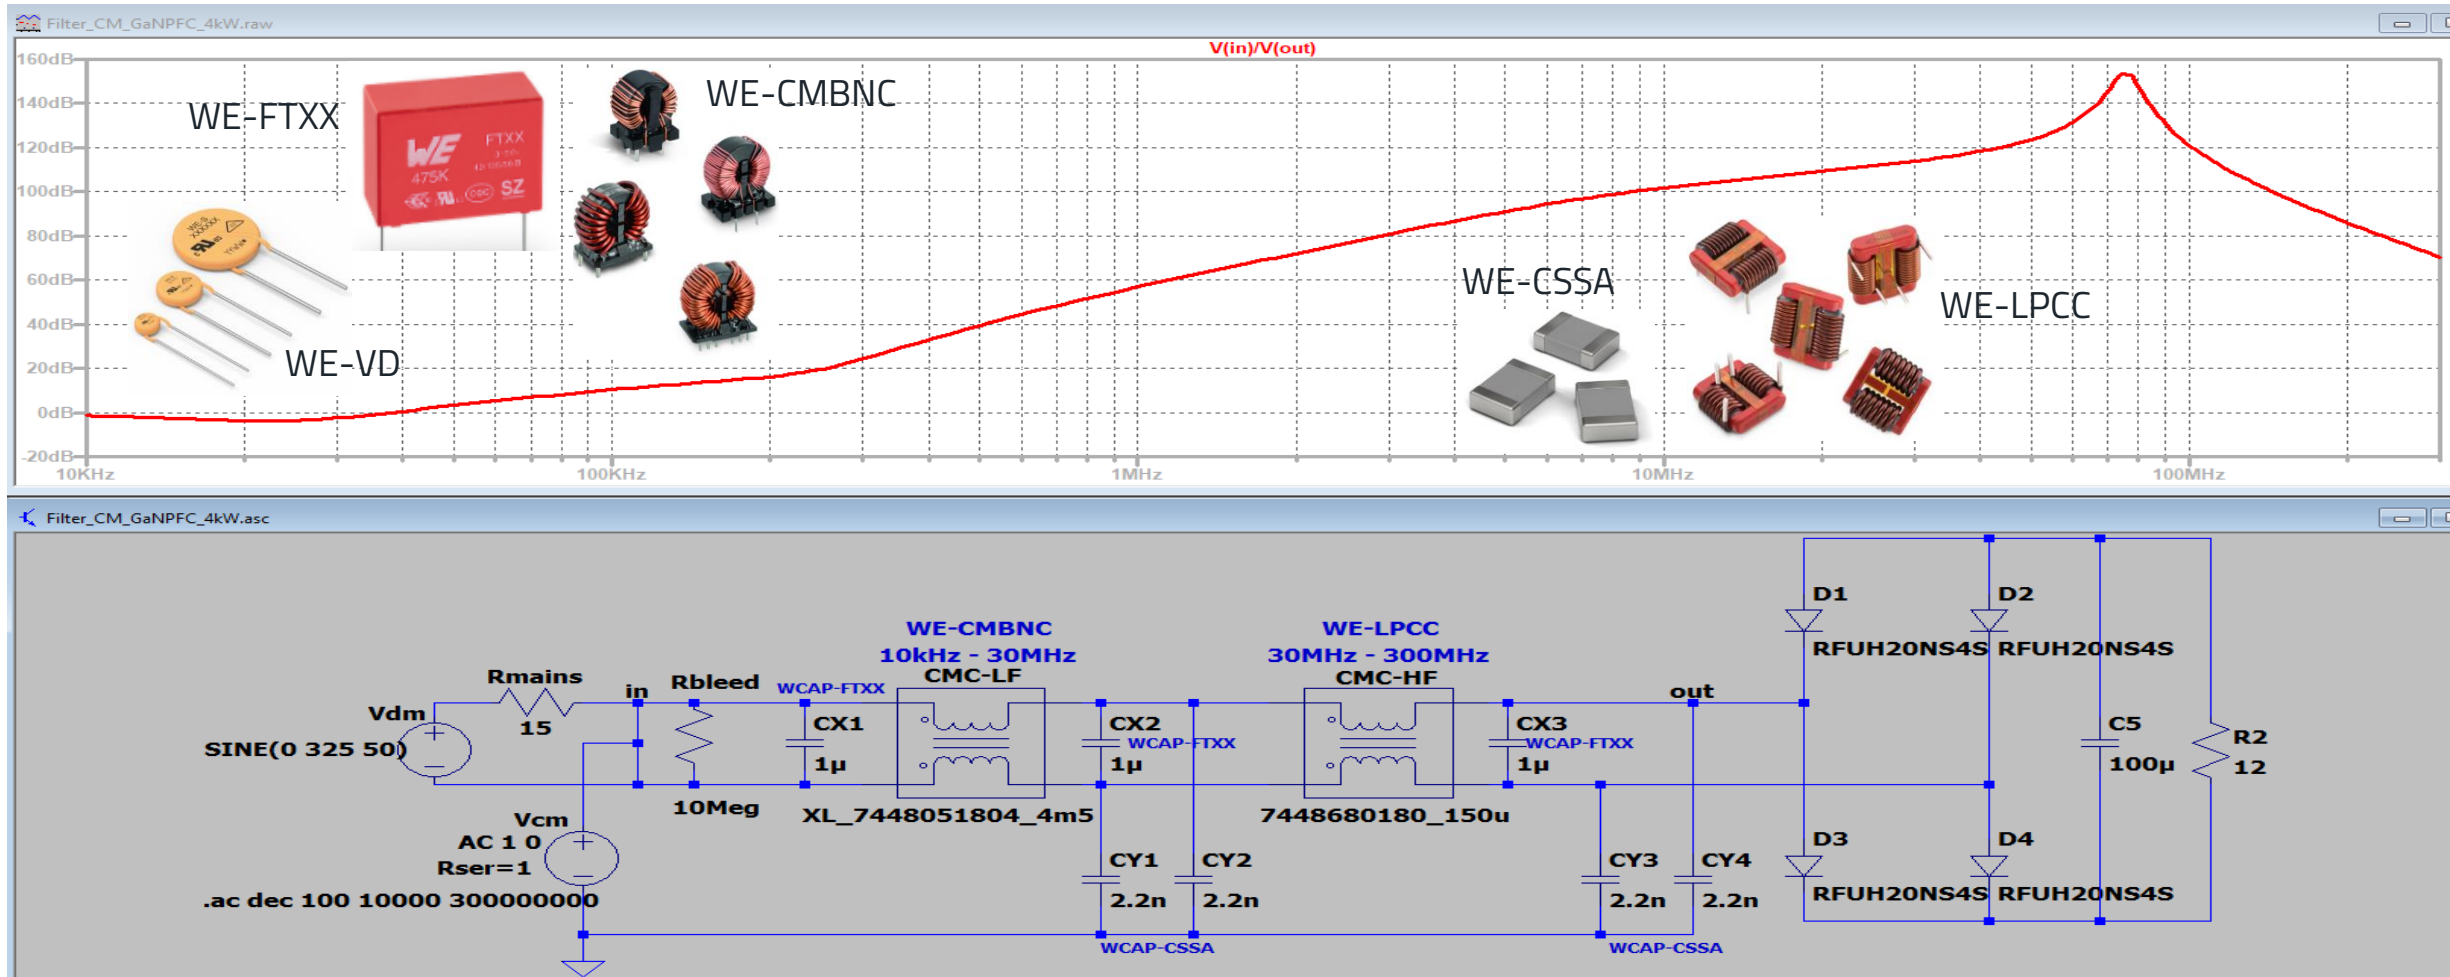 Filter_CM_GaNPFC_4kW.raw
V(in)/V(out)
160dB
140dB
120dB
100dB
80dB
60dB
40dB
20dB
0dB
-20dB
10KHz
100KHz
1MHz
10MHz
100MHz
WE-FTXX
WE
FTXX
475K
SZ
WE-CMBNC
WE-VD
WE-CSSA
WE-LPCC
Filter_CM_GaNPFC_4kW.asc
Vdm
SINE(0 325 50)
Rmains
15
in
Rbleed
10Meg
Vcm
AC 1 0
Rser=1
.ac dec 100 10000 300000000
WCAP-FTXX
CX1
1µ
WE-CMBNC
10kHz - 30MHz
CMC-LF
XL_7448051804_4m5
CX2
WCAP-FTXX
1µ
CY1
2.2n
CY2
2.2n
WCAP-CSSA
WE-LPCC
30MHz - 300MHz
CMC-HF
7448680180_150u
CX3
WCAP-FTXX
1µ
out
CY3
2.2n
CY4
2.2n
WCAP-CSSA
D1
RFUH20NS4S
D2
RFUH20NS4S
D3
RFUH20NS4S
D4
RFUH20NS4S
C5
100µ
R2
12